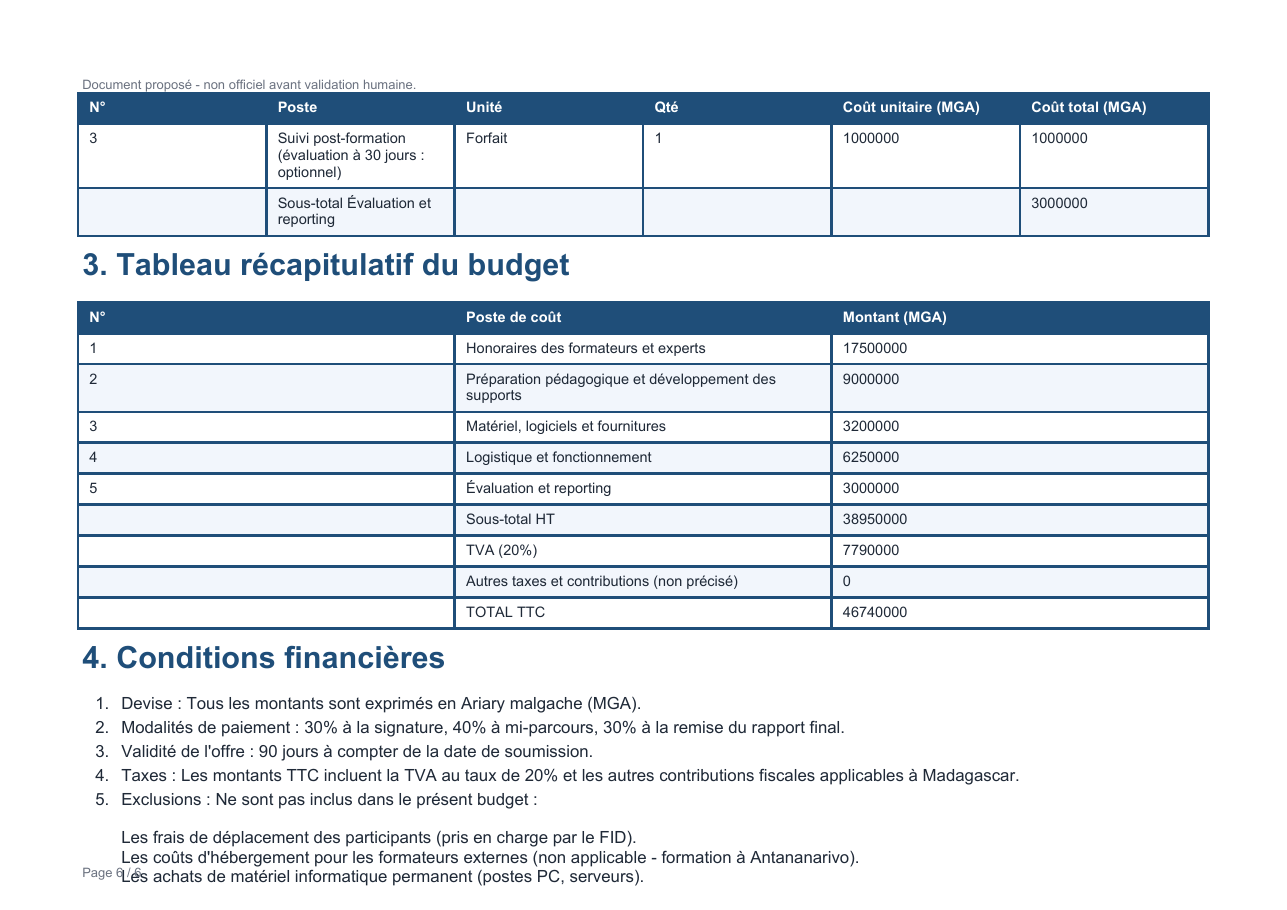 Document proposé - non officiel avant validation humaine.
N° Poste Unité Qté Coût unitaire (MGA) Coût total (MGA)
3 Suivi post-formation Forfait 1 1000000 1000000
(évaluation à 30 jours :
optionnel)
Sous-total Évaluation et 3000000
reporting
3. Tableau récapitulatif du budget
N° Poste de coût Montant (MGA)
1 Honoraires des formateurs et experts 17500000
2 Préparation pédagogique et développement des 9000000
supports
3 Matériel, logiciels et fournitures 3200000
4 Logistique et fonctionnement 6250000
5 Évaluation et reporting 3000000
Sous-total HT 38950000
TVA (20%) 7790000
Autres taxes et contributions (non précisé) 0
TOTAL TTC 46740000
4. Conditions financières
1. Devise : Tous les montants sont exprimés en Ariary malgache (MGA).
2. Modalités de paiement : 30% à la signature, 40% à mi-parcours, 30% à la remise du rapport final.
3. Validité de l'offre : 90 jours à compter de la date de soumission.
4. Taxes : Les montants TTC incluent la TVA au taux de 20% et les autres contributions fiscales applicables à Madagascar.
5. Exclusions : Ne sont pas inclus dans le présent budget :
Les frais de déplacement des participants (pris en charge par le FID).
Les coûts d'hébergement pour les formateurs externes (non applicable - formation à Antananarivo).
Les achats de matériel informatique permanent (postes PC, serveurs).
Page 6 / 6